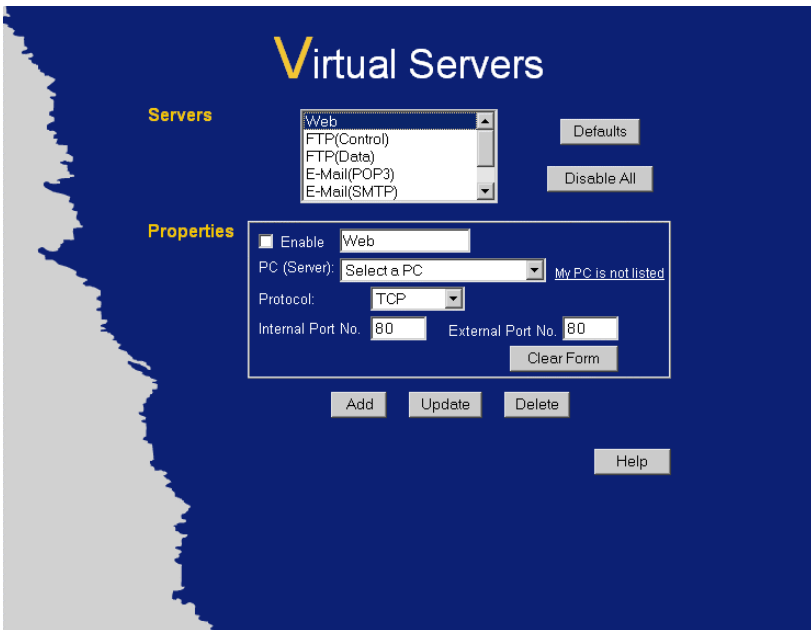 Virtual Servers
Servers
Web
FTP(Control)
FTP(Data)
E-Mail(POP3)
E-Mail(SMTP)
Defaults
Disable All
Properties
Enable Web
PC (Server): Select a PC My PC is not listed
Protocol: TCP
Internal Port No. 80 External Port No. 80
Clear Form
Add Update Delete
Help